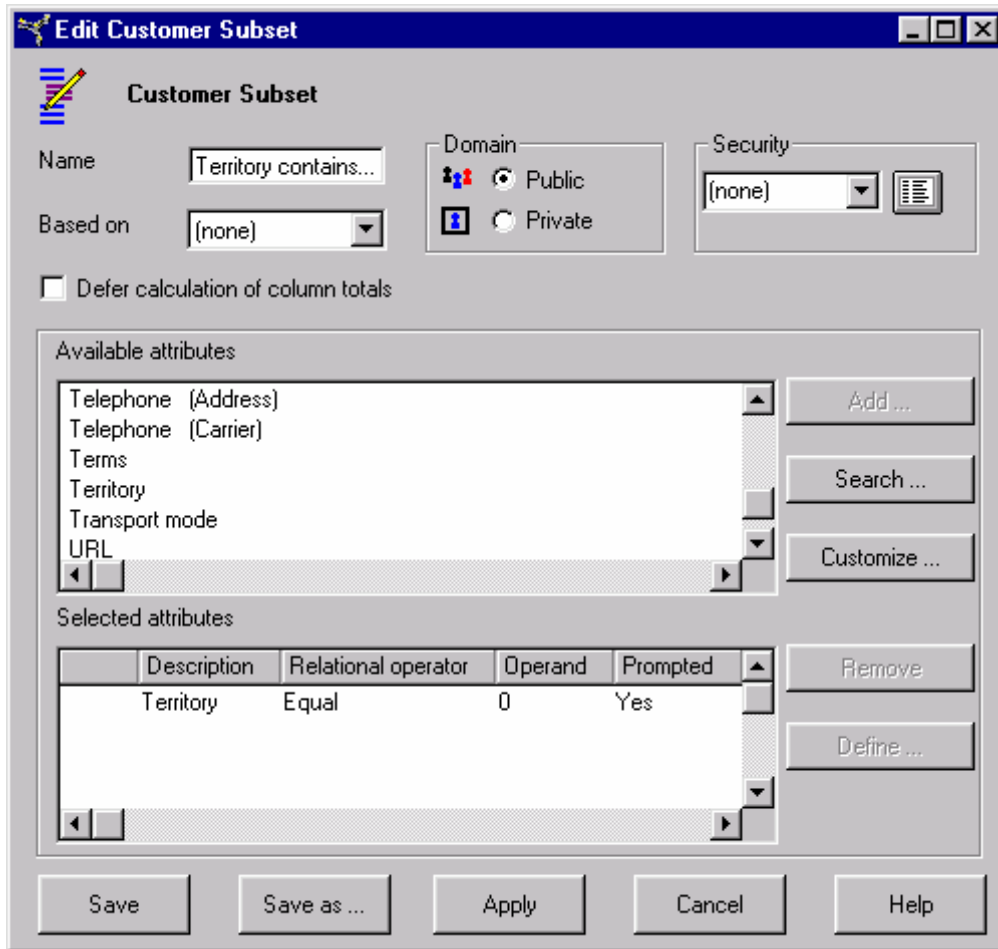 Edit Customer Subset
Customer Subset
Name
Territory contains...
Domain
Public
Private
Security
(none)
Based on
(none)
Defer calculation of column totals
Available attributes
Telephone (Address)
Telephone (Carrier)
Terms
Territory
Transport mode
URL
Add ...
Search ...
Customize ...
Selected attributes
Description Relational operator Operand Prompted
Territory Equal 0 Yes
Remove
Define ...
Save Save as ... Apply Cancel Help